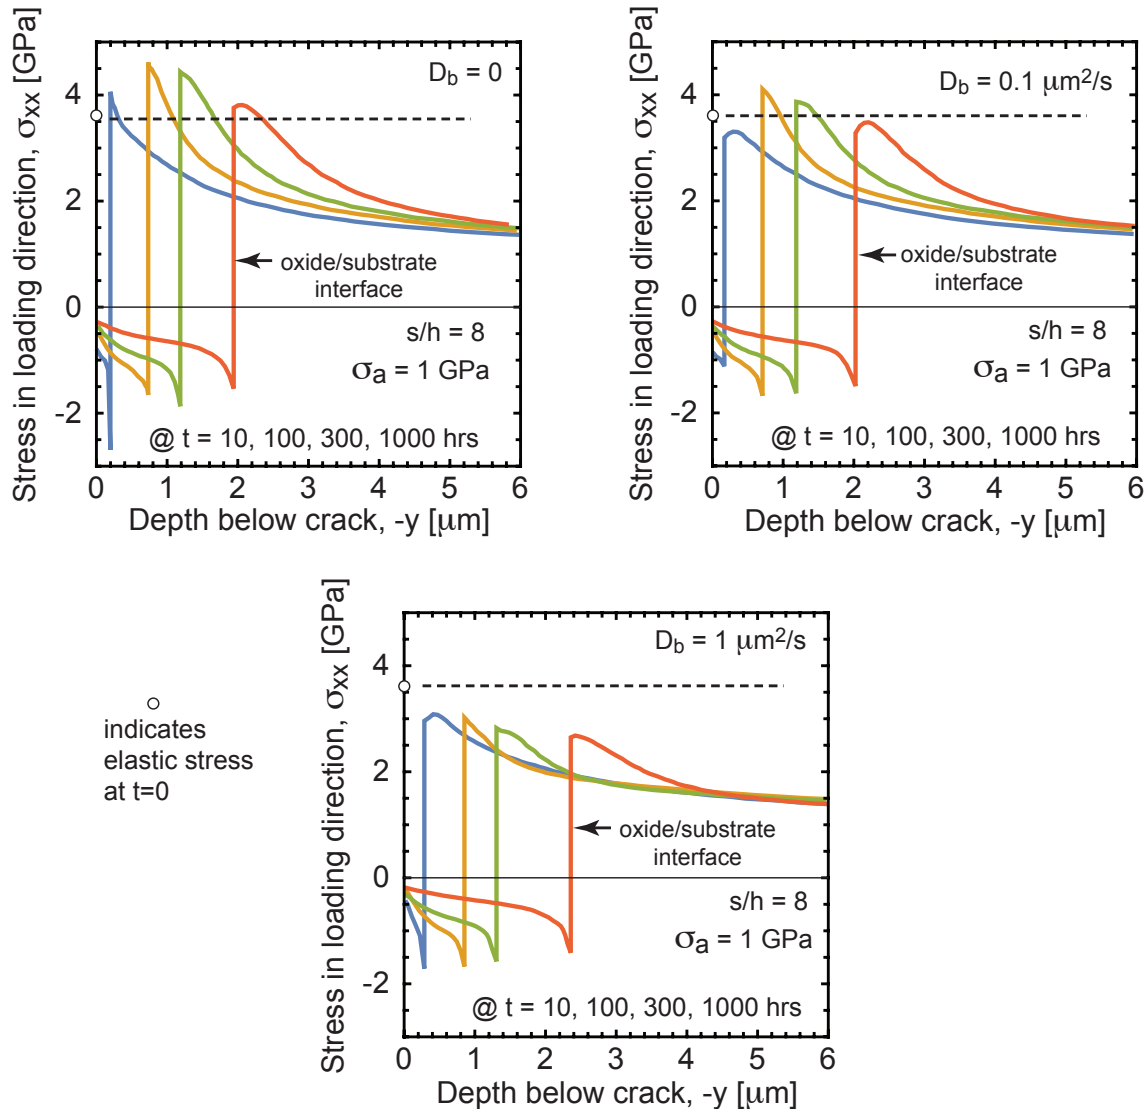 Stress in loading direction, σxx [GPa]
4
2
0
-2
D_b = 0
oxide/substrate
interface
s/h = 8
σa = 1 GPa
@ t = 10, 100, 300, 1000 hrs
0 1 2 3 4 5 6
Depth below crack, -y [μm]
Stress in loading direction, σxx [GPa]
4
2
0
-2
D_b = 0.1 μm²/s
oxide/substrate
interface
s/h = 8
σa = 1 GPa
@ t = 10, 100, 300, 1000 hrs
0 1 2 3 4 5 6
Depth below crack, -y [μm]
indicates
elastic stress
at t=0
Stress in loading direction, σxx [GPa]
4
2
0
-2
D_b = 1 μm²/s
oxide/substrate
interface
s/h = 8
σa = 1 GPa
@ t = 10, 100, 300, 1000 hrs
0 1 2 3 4 5 6
Depth below crack, -y [μm]